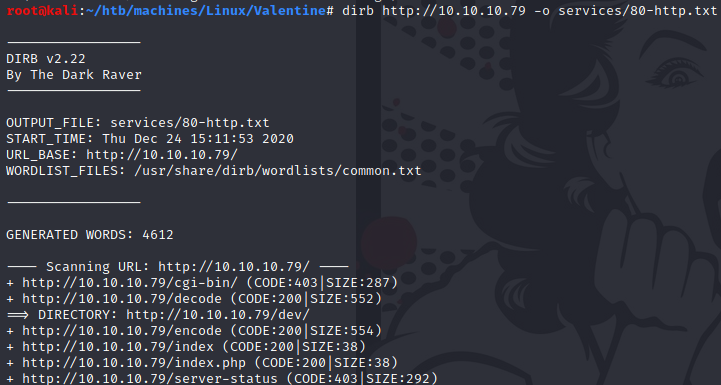 root@kali:~/htb/machines/Linux/Valentine# dirb http://10.10.10.79 -o services/80-http.txt
-----------------
DIRB v2.22
By The Dark Raver
-----------------
OUTPUT_FILE: services/80-http.txt
START_TIME: Thu Dec 24 15:11:53 2020
URL_BASE: http://10.10.10.79/
WORDLIST_FILES: /usr/share/dirb/wordlists/common.txt
-----------------
GENERATED WORDS: 4612
---- Scanning URL: http://10.10.10.79/ ----
+ http://10.10.10.79/cgi-bin/ (CODE:403|SIZE:287)
+ http://10.10.10.79/decode (CODE:200|SIZE:552)
==> DIRECTORY: http://10.10.10.79/dev/
+ http://10.10.10.79/encode (CODE:200|SIZE:554)
+ http://10.10.10.79/index (CODE:200|SIZE:38)
+ http://10.10.10.79/index.php (CODE:200|SIZE:38)
+ http://10.10.10.79/server-status (CODE:403|SIZE:292)